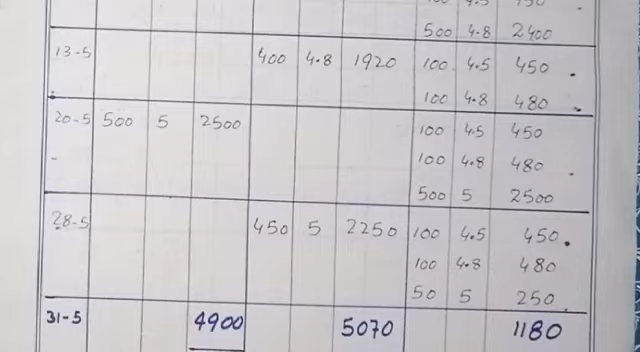 500 4.8 2400
13-5 400 4.8 1920 100 4.5 450
100 4.8 480
20-5 500 5 2500 100 4.5 450
100 4.8 480
500 5 2500
28-5 450 5 2250 100 4.5 450
100 4.8 480
50 5 250
31-5 4900 5070 1180